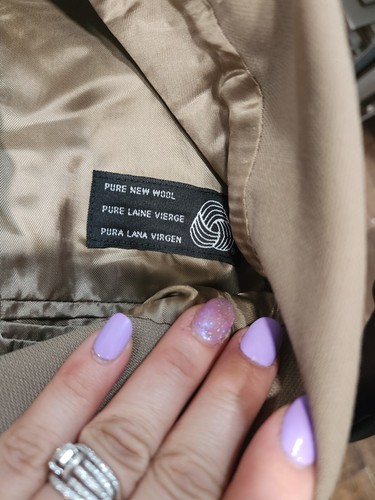 PURE NEW WOOL
PURE LAINE VIERGE
PURA LANA VIRGEN